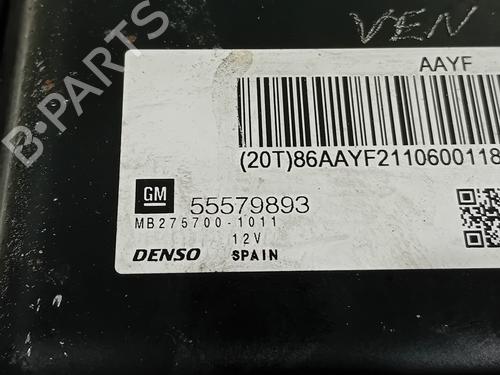 VEN
AAYF
(20T)86AAYF2110600118
GM 55579893
MB275700-1011
12V
DENSO SPAIN
B-PARTS